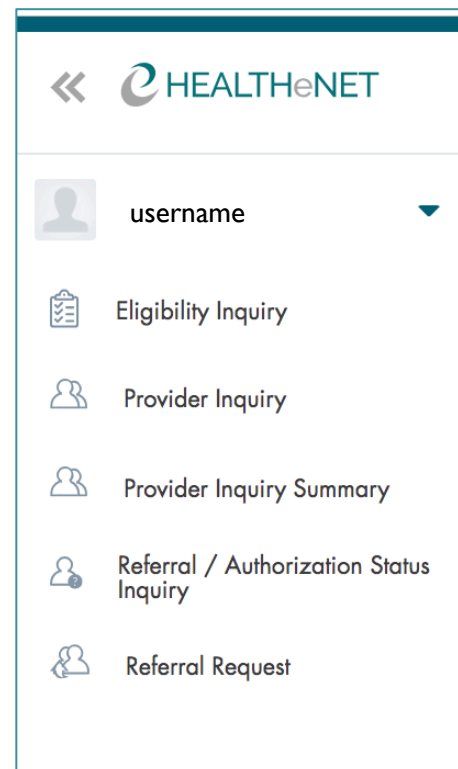 HEALTHeNET
username
Eligibility Inquiry
Provider Inquiry
Provider Inquiry Summary
Referral / Authorization Status
Inquiry
Referral Request